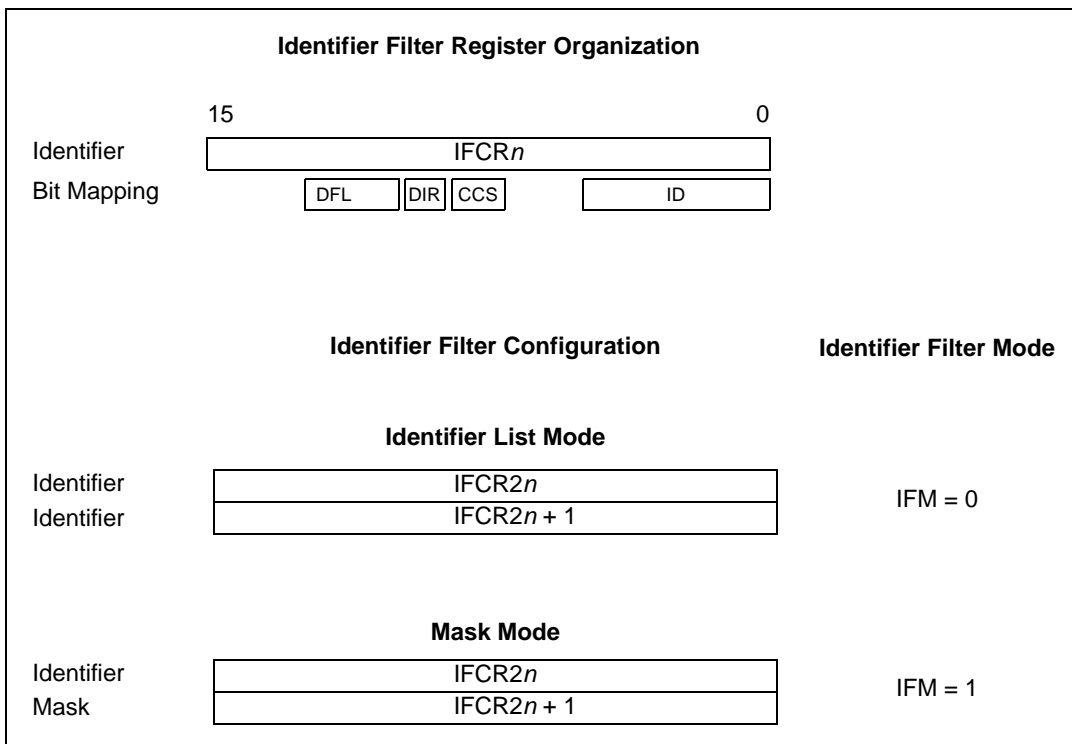 Identifier Filter Register Organization
15 0
Identifier IFCRn
Bit Mapping DFL DIR CCS ID
Identifier Filter Configuration Identifier Filter Mode
Identifier List Mode
Identifier IFCR2n
Identifier IFCR2n + 1
IFM = 0
Mask Mode
Identifier IFCR2n
Mask IFCR2n + 1
IFM = 1